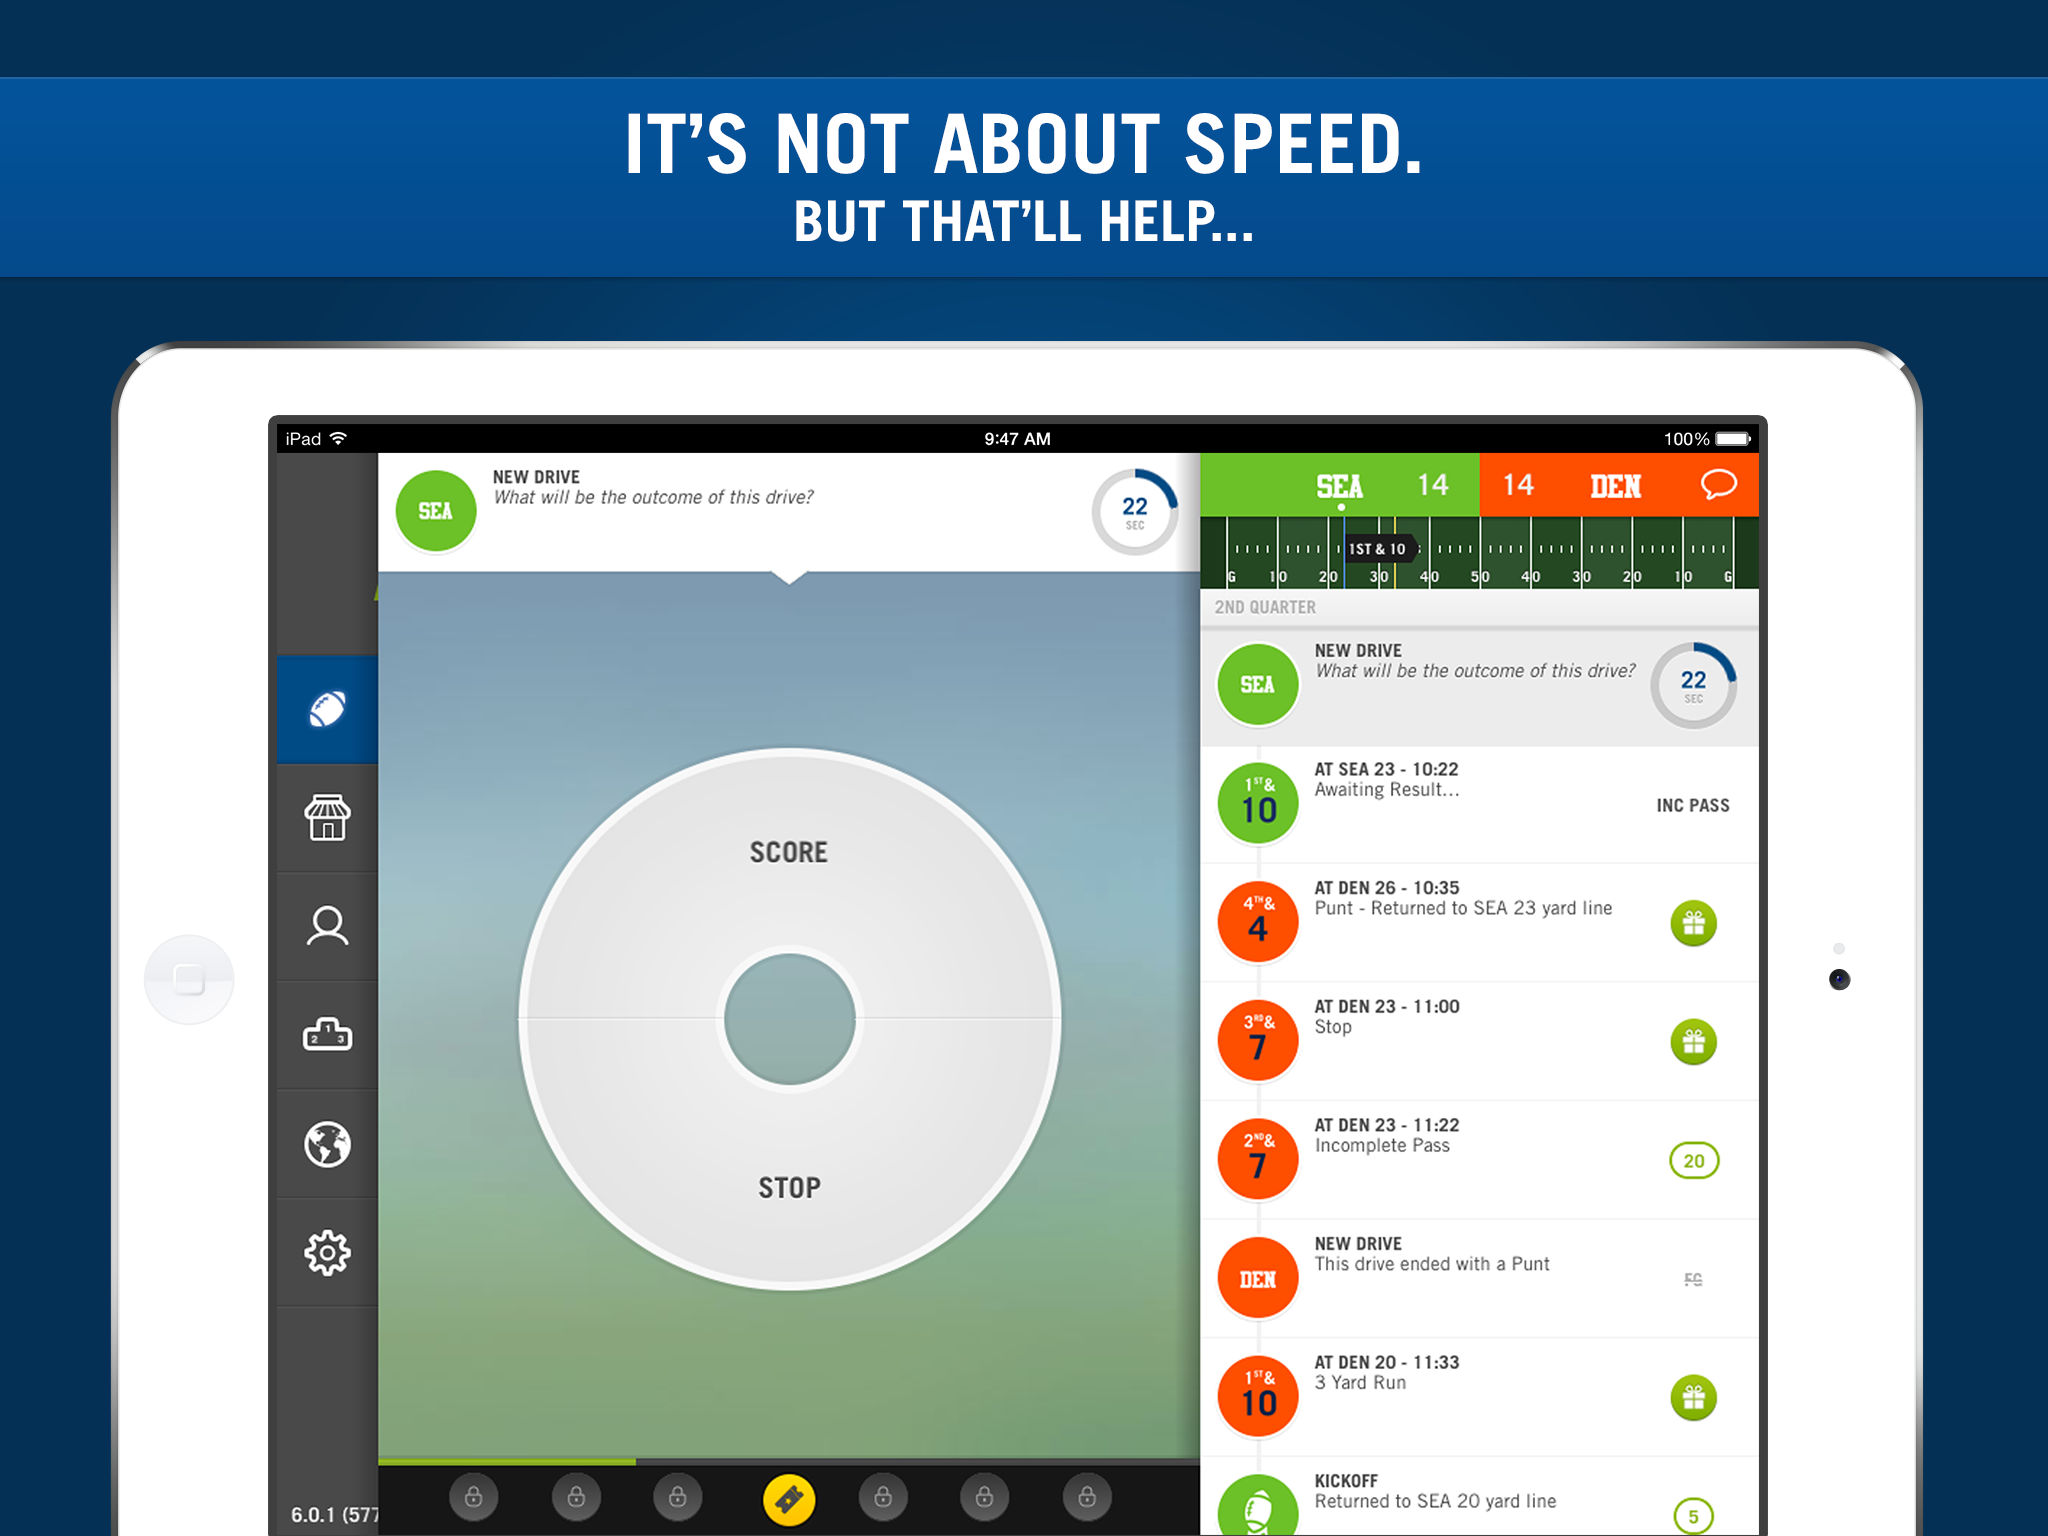 IT'S NOT ABOUT SPEED.
BUT THAT'LL HELP...
iPad
9:47 AM
100%
SEA
NEW DRIVE
What will be the outcome of this drive?
22
SEC
SCORE
STOP
6.0.1 (577
1
2 3
SEA 14
14 DEN
1ST & 10
G 10 20 30 40 50 40 30 20 10 G
2ND QUARTER
SEA
NEW DRIVE
What will be the outcome of this drive?
22
SEC
1ST&
10
AT SEA 23 - 10:22
Awaiting Result...
INC PASS
4TH&
4
AT DEN 26 - 10:35
Punt - Returned to SEA 23 yard line
3RD&
7
AT DEN 23 - 11:00
Stop
2ND&
7
AT DEN 23 - 11:22
Incomplete Pass
20
DEN
NEW DRIVE
This drive ended with a Punt
FG
1ST&
10
AT DEN 20 - 11:33
3 Yard Run
KICKOFF
Returned to SEA 20 yard line
5